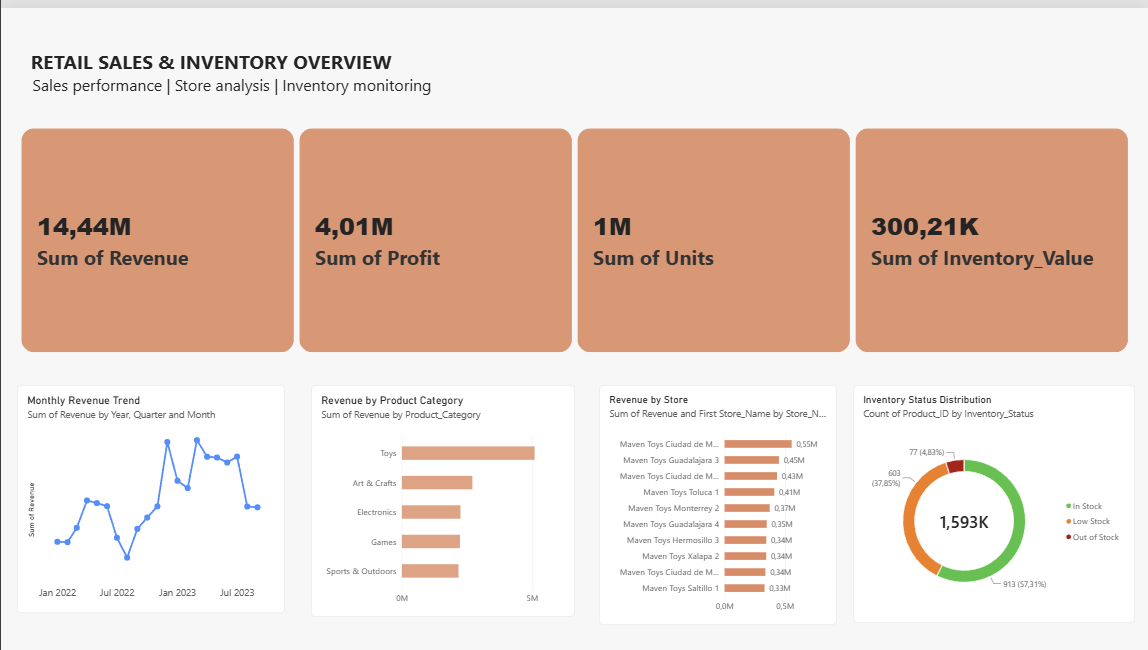 RETAIL SALES & INVENTORY OVERVIEW
Sales performance | Store analysis | Inventory monitoring
14,44M
Sum of Revenue
4,01M
Sum of Profit
1M
Sum of Units
300,21K
Sum of Inventory_Value
Monthly Revenue Trend
Sum of Revenue by Year, Quarter and Month
Sum of Revenue
Jan 2022 Jul 2022 Jan 2023 Jul 2023
Revenue by Product Category
Sum of Revenue by Product_Category
Toys
Art & Crafts
Electronics
Games
Sports & Outdoors
0M 5M
Revenue by Store
Sum of Revenue and First Store_Name by Store_N...
Maven Toys Ciudad de M... 0,55M
Maven Toys Guadalajara 3 0,45M
Maven Toys Ciudad de M... 0,43M
Maven Toys Toluca 1 0,41M
Maven Toys Monterrey 2 0,37M
Maven Toys Guadalajara 4 0,35M
Maven Toys Hermosillo 3 0,34M
Maven Toys Xalapa 2 0,34M
Maven Toys Ciudad de M... 0,34M
Maven Toys Saltillo 1 0,33M
0,0M 0,5M
Inventory Status Distribution
Count of Product_ID by Inventory_Status
77 (4,83%)
603
(37,85%)
1,593K
913 (57,31%)
In Stock
Low Stock
Out of Stock